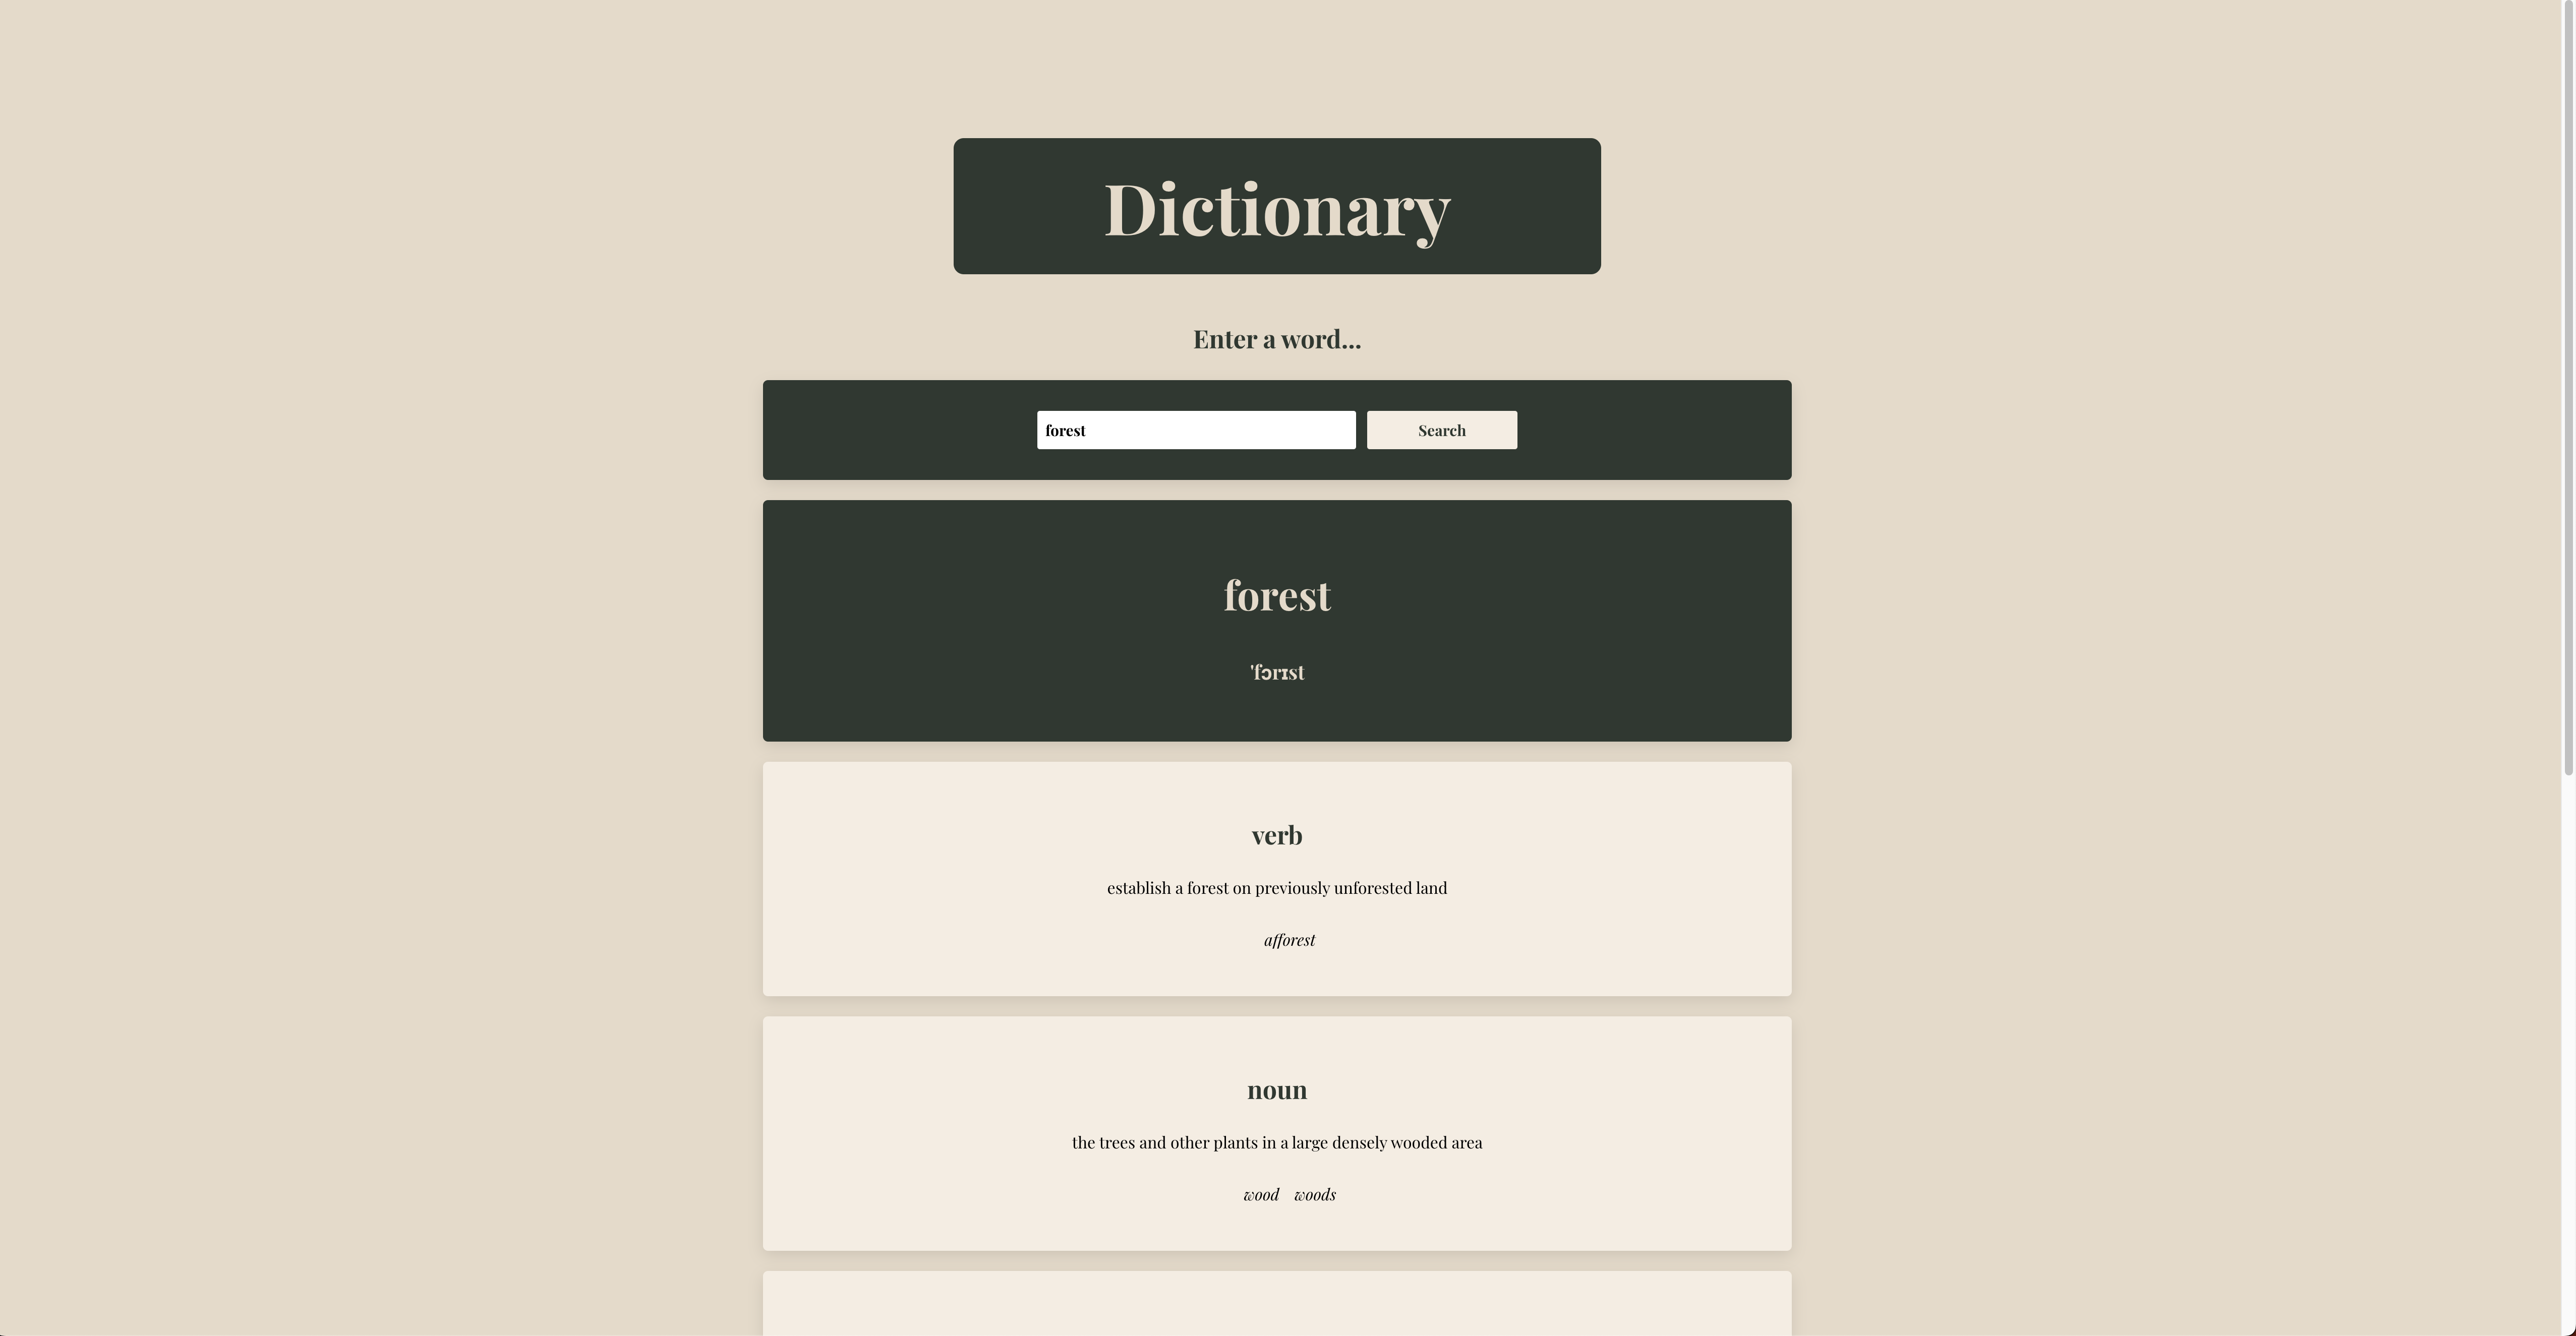 Dictionary
Enter a word...
forest
Search
forest
'fɔrɪst
verb
establish a forest on previously unforested land
afforest
noun
the trees and other plants in a large densely wooded area
wood woods